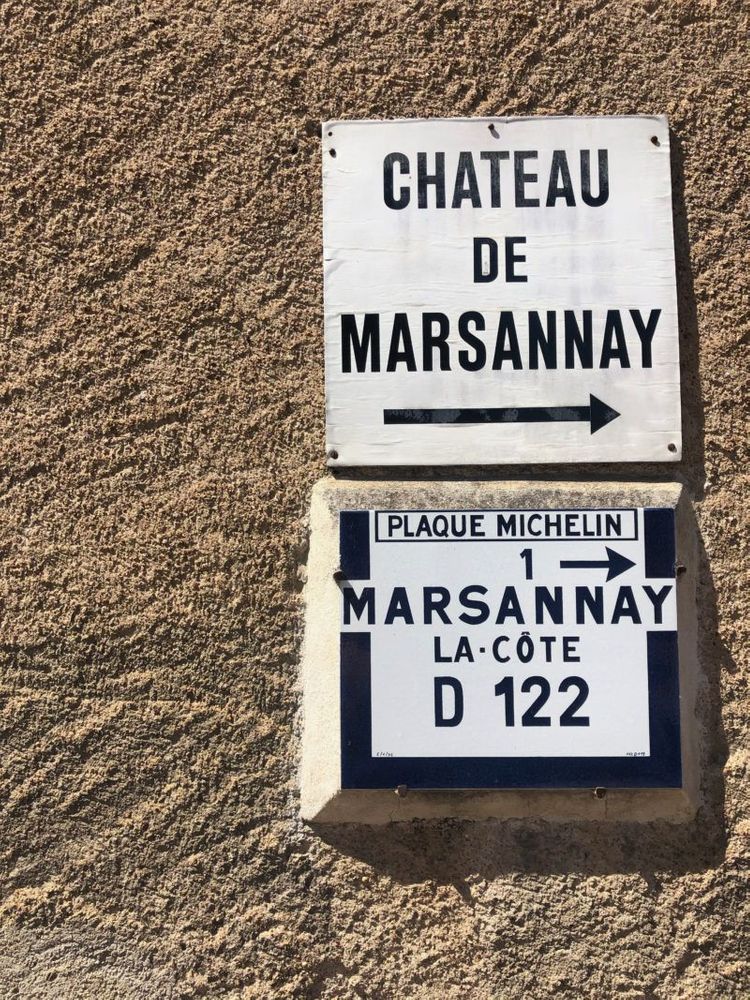 CHATEAU
DE
MARSANNAY
PLAQUE MICHELIN
1
MARSANNAY
LA-CÔTE
D 122